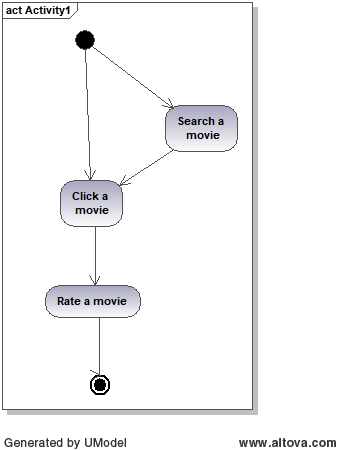 act Activity1
Search a
movie
Click a
movie
Rate a movie
Generated by UModel
www.altova.com